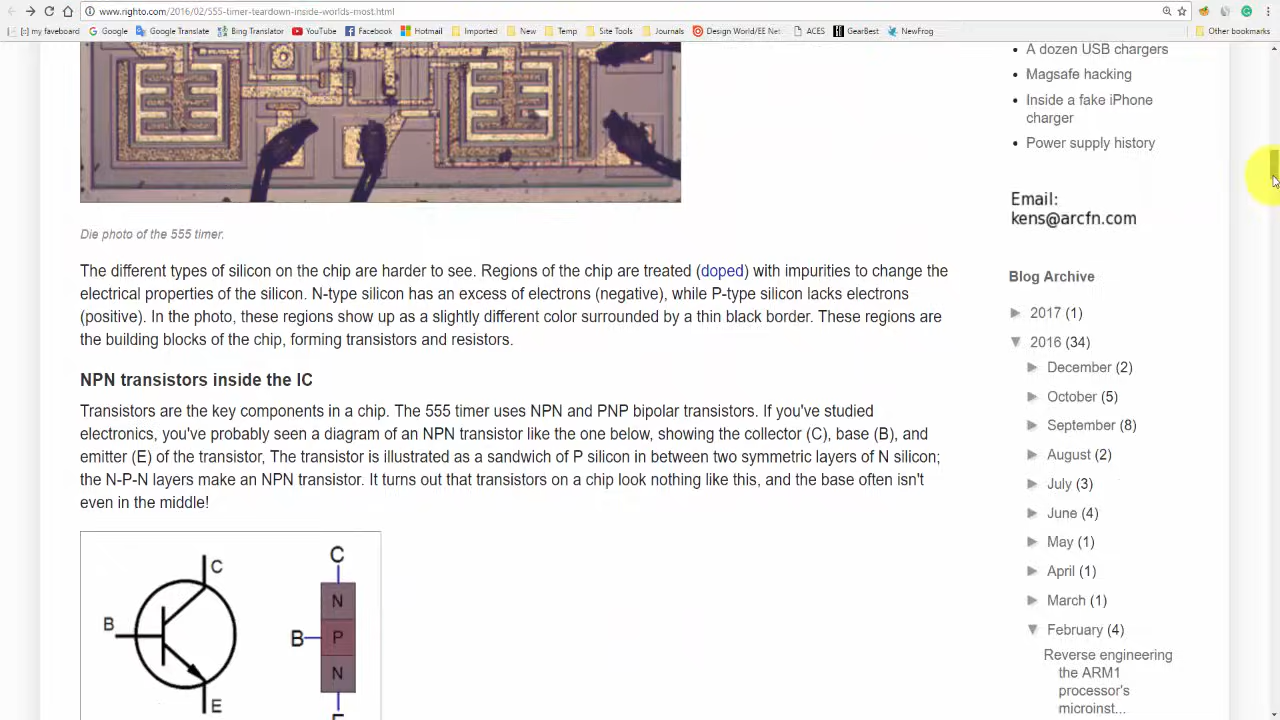 www.righto.com/2016/02/555-timer-teardown-inside-worlds-most.html
[x] my faveboard Google Google Translate Bing Translator YouTube Facebook Hotmail Imported New Temp Site Tools Journals Design World/EE Net ACES GearBest NewFrog Other bookmarks
A dozen USB chargers
Magsafe hacking
Inside a fake iPhone
charger
Power supply history
Email:
kens@arcfn.com
Die photo of the 555 timer.
The different types of silicon on the chip are harder to see. Regions of the chip are treated (doped) with impurities to change the
electrical properties of the silicon. N-type silicon has an excess of electrons (negative), while P-type silicon lacks electrons
(positive). In the photo, these regions show up as a slightly different color surrounded by a thin black border. These regions are
the building blocks of the chip, forming transistors and resistors.
NPN transistors inside the IC
Transistors are the key components in a chip. The 555 timer uses NPN and PNP bipolar transistors. If you've studied
electronics, you've probably seen a diagram of an NPN transistor like the one below, showing the collector (C), base (B), and
emitter (E) of the transistor, The transistor is illustrated as a sandwich of P silicon in between two symmetric layers of N silicon;
the N-P-N layers make an NPN transistor. It turns out that transistors on a chip look nothing like this, and the base often isn't
even in the middle!
C
B
E
C
N
B
P
N
E
Blog Archive
► 2017 (1)
▼ 2016 (34)
► December (2)
► October (5)
► September (8)
► August (2)
► July (3)
► June (4)
► May (1)
► April (1)
► March (1)
▼ February (4)
Reverse engineering
the ARM1
processor's
microinst...